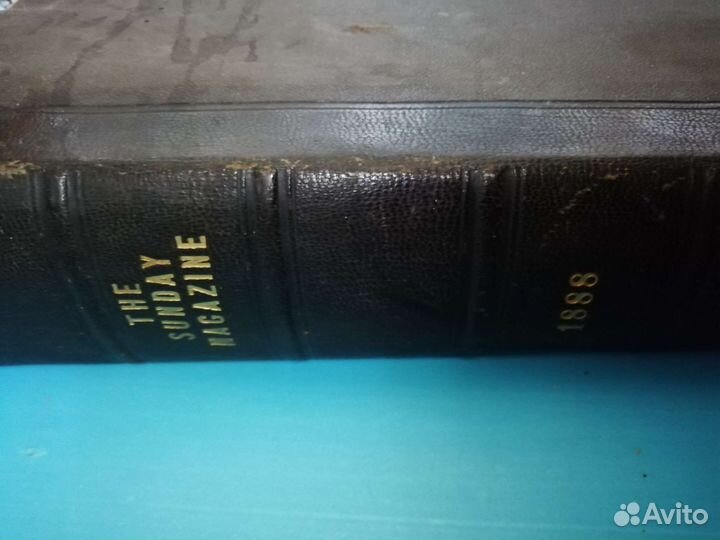 THE
SUNDAY
MAGAZINE
1888
Avito